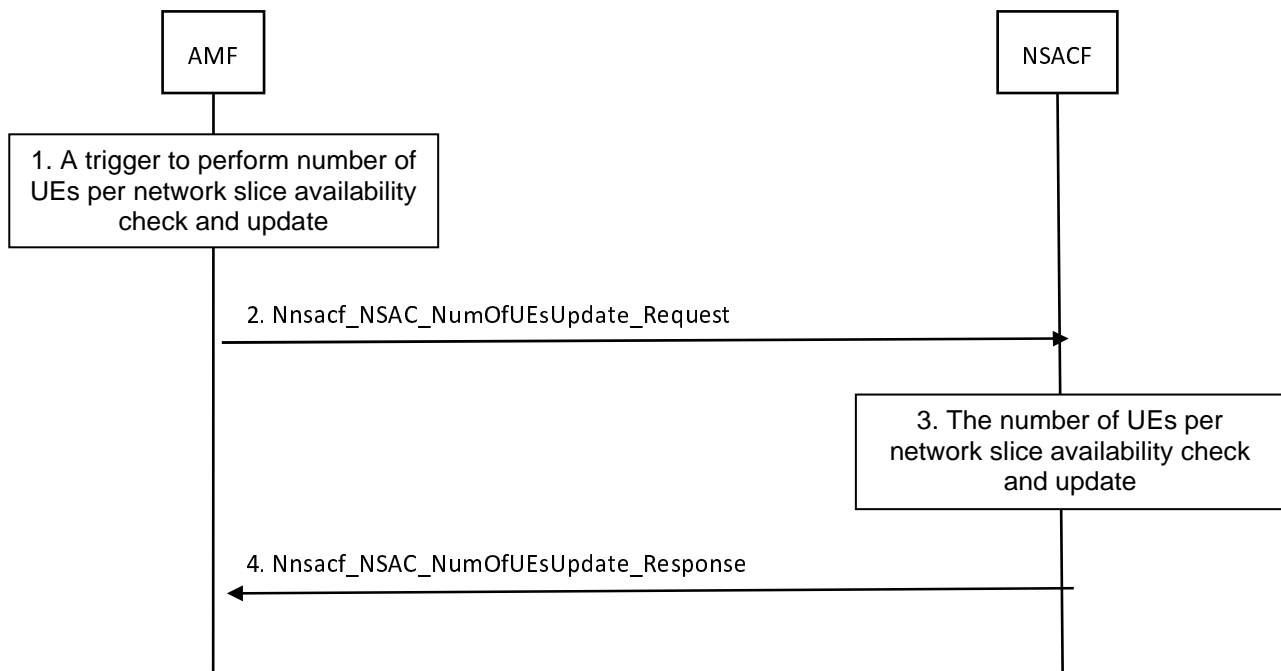 AMF
NSACF
1. A trigger to perform number of
UEs per network slice availability
check and update
2. Nnsacf_NSAC_NumOfUEsUpdate_Request
3. The number of UEs per
network slice availability check
and update
4. Nnsacf_NSAC_NumOfUEsUpdate_Response